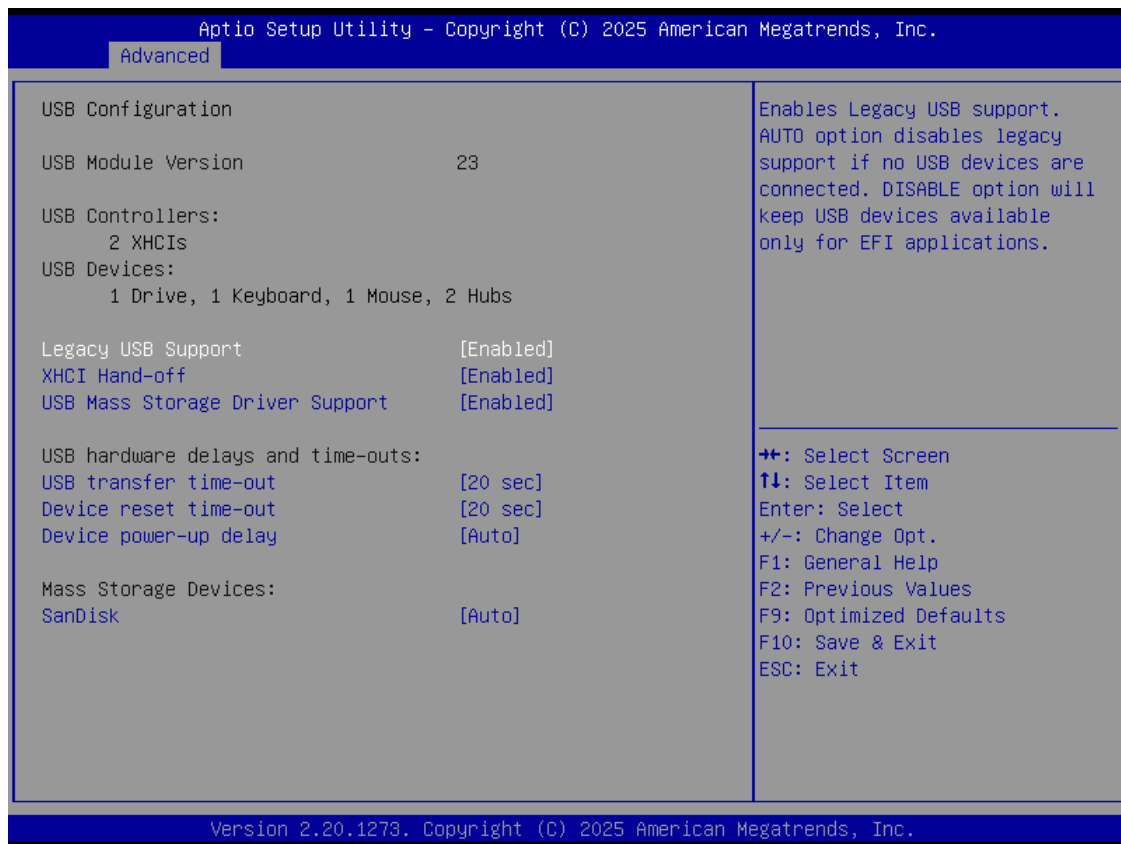 Aptio Setup Utility – Copyright (C) 2025 American Megatrends, Inc.
Advanced
USB Configuration
USB Module Version 23
USB Controllers:
2 XHCIs
USB Devices:
1 Drive, 1 Keyboard, 1 Mouse, 2 Hubs
Legacy USB Support [Enabled]
XHCI Hand-off [Enabled]
USB Mass Storage Driver Support [Enabled]
USB hardware delays and time-outs:
USB transfer time-out [20 sec]
Device reset time-out [20 sec]
Device power-up delay [Auto]
Mass Storage Devices:
SanDisk [Auto]
Enables Legacy USB support.
AUTO option disables legacy
support if no USB devices are
connected. DISABLE option will
keep USB devices available
only for EFI applications.
→←: Select Screen
↑↓: Select Item
Enter: Select
+/-: Change Opt.
F1: General Help
F2: Previous Values
F9: Optimized Defaults
F10: Save & Exit
ESC: Exit
Version 2.20.1273. Copyright (C) 2025 American Megatrends, Inc.